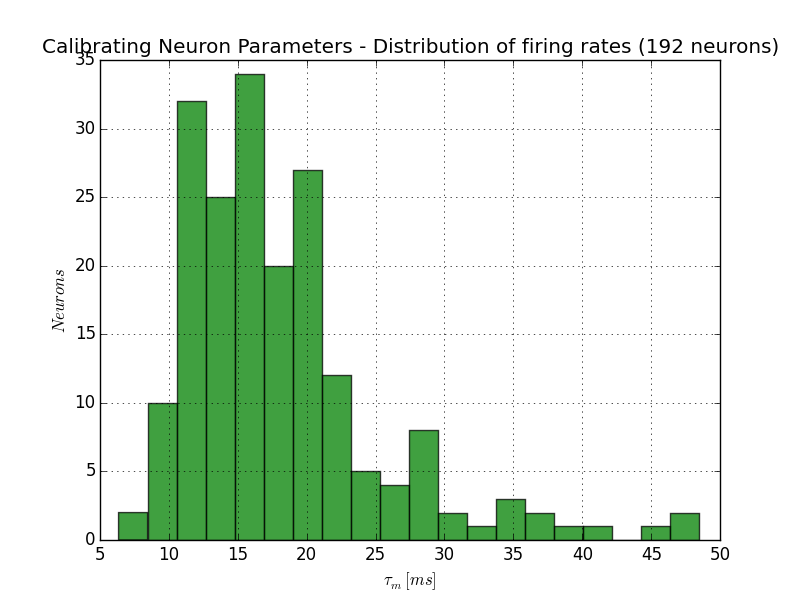 Calibrating Neuron Parameters - Distribution of firing rates (192 neurons)
35
30
25
20
15
10
5
0
Neurons
5 10 15 20 25 30 35 40 45 50
τm [ms]